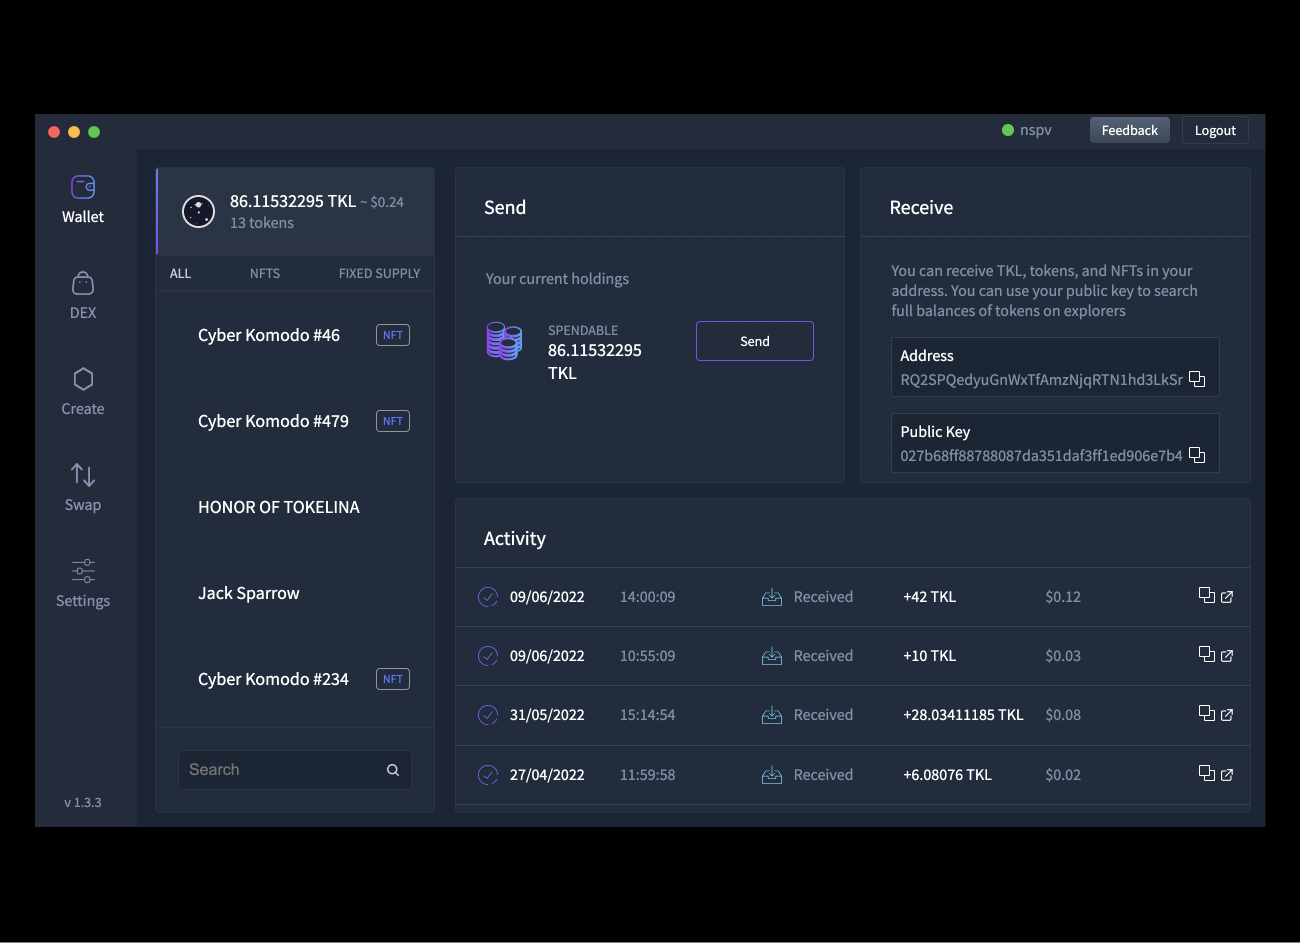 nspv
Feedback
Logout
Wallet
DEX
Create
Swap
Settings
v 1.3.3
86.11532295 TKL ~ $0.24
13 tokens
ALL NFTS FIXED SUPPLY
Cyber Komodo #46 NFT
Cyber Komodo #479 NFT
HONOR OF TOKELINA
Jack Sparrow
Cyber Komodo #234 NFT
Search
Send
Your current holdings
SPENDABLE
86.11532295
TKL
Send
Receive
You can receive TKL, tokens, and NFTs in your
address. You can use your public key to search
full balances of tokens on explorers
Address
RQ2SPQedyuGnWxTfAmzNjqRTN1hd3LkSr
Public Key
027b68ff88788087da351daf3ff1ed906e7b4
Activity
09/06/2022 14:00:09 Received +42 TKL $0.12
09/06/2022 10:55:09 Received +10 TKL $0.03
31/05/2022 15:14:54 Received +28.03411185 TKL $0.08
27/04/2022 11:59:58 Received +6.08076 TKL $0.02